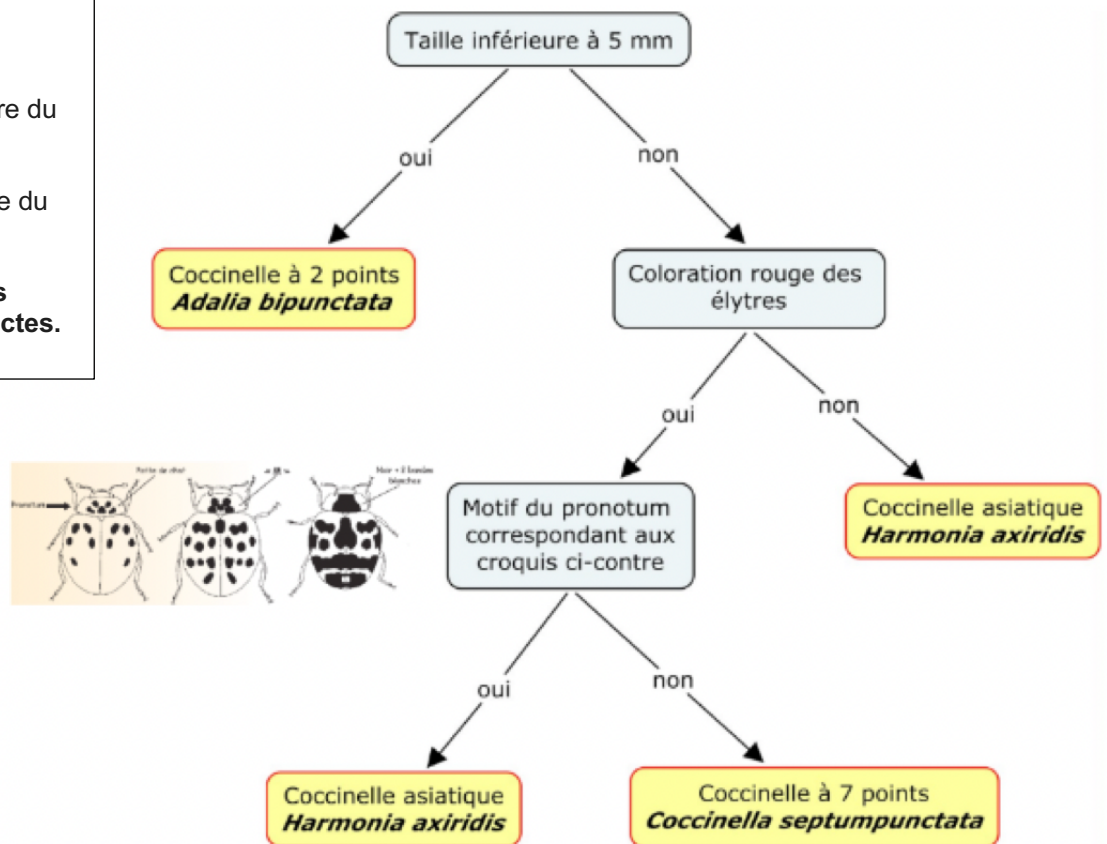 re du
e du
s
ctes.
Taille inférieure à 5 mm
oui
non
Coccinelle à 2 points
Adalia bipunctata
Coloration rouge des
élytres
oui
non
Pronotum
Motif du pronotum
correspondant aux
croquis ci-contre
Coccinelle asiatique
Harmonia axiridis
oui
non
Coccinelle asiatique
Harmonia axiridis
Coccinelle à 7 points
Coccinella septumpunctata